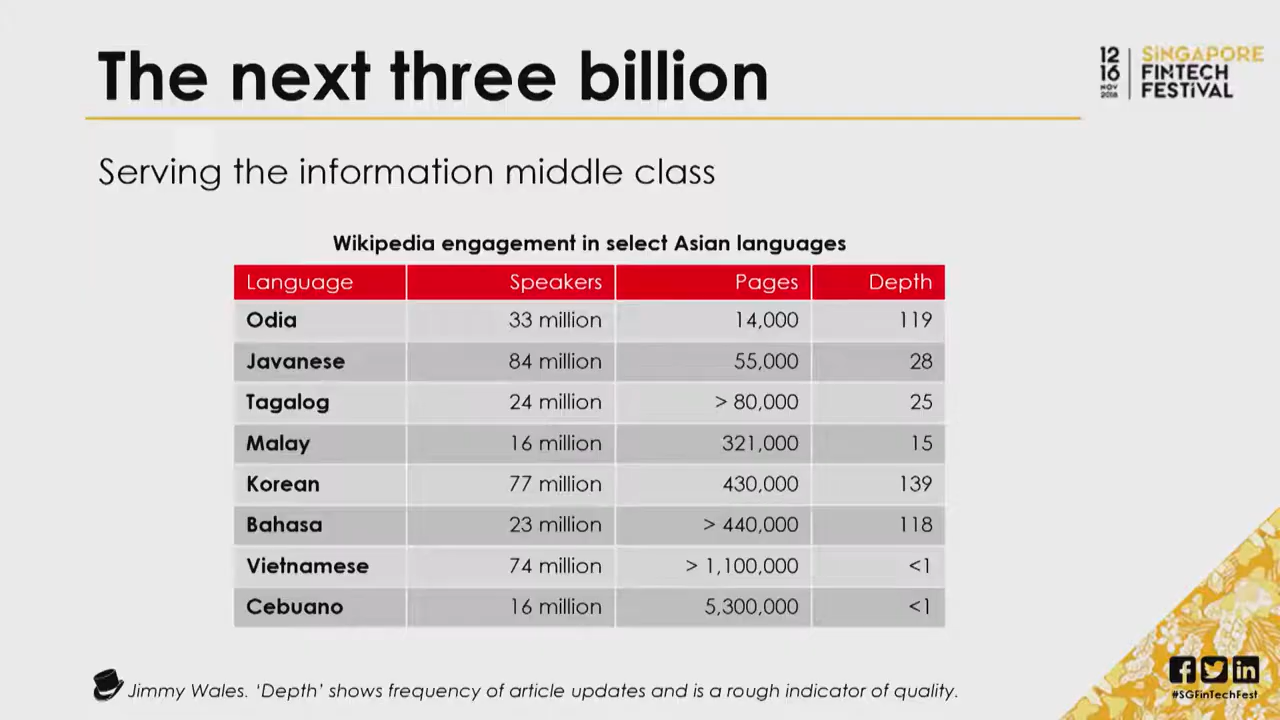 The next three billion
12
16
NOV
2018
SINGAPORE
FINTECH
FESTIVAL
Serving the information middle class
Wikipedia engagement in select Asian languages
Language Speakers Pages Depth
Odia 33 million 14,000 119
Javanese 84 million 55,000 28
Tagalog 24 million > 80,000 25
Malay 16 million 321,000 15
Korean 77 million 430,000 139
Bahasa 23 million > 440,000 118
Vietnamese 74 million > 1,100,000 <1
Cebuano 16 million 5,300,000 <1
Jimmy Wales. ‘Depth’ shows frequency of article updates and is a rough indicator of quality.
#SGFinTechFest